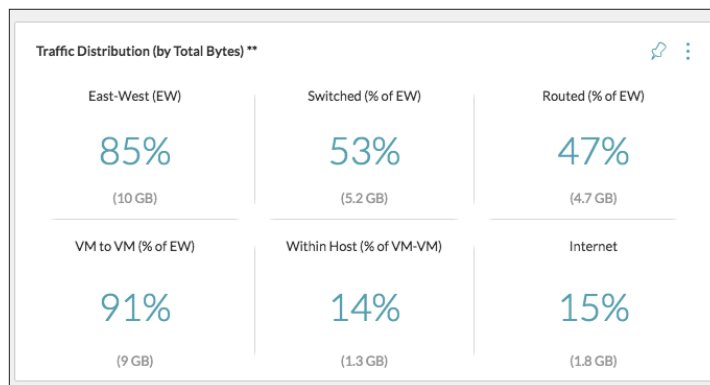 Traffic Distribution (by Total Bytes) **
East-West (EW)
85%
(10 GB)
Switched (% of EW)
53%
(5.2 GB)
Routed (% of EW)
47%
(4.7 GB)
VM to VM (% of EW)
91%
(9 GB)
Within Host (% of VM-VM)
14%
(1.3 GB)
Internet
15%
(1.8 GB)